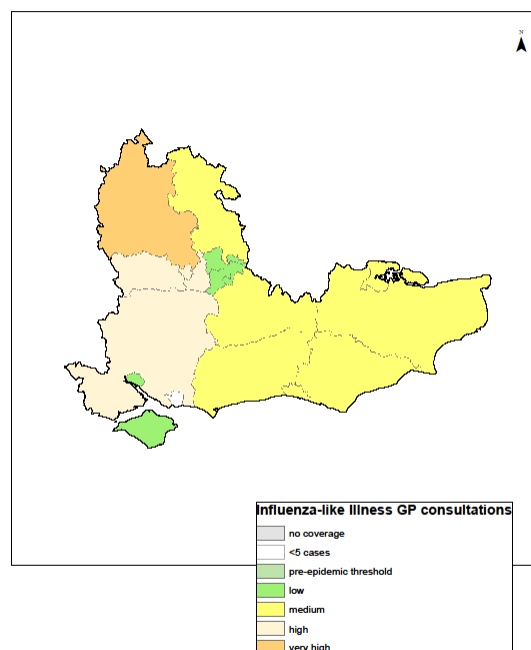 N
Influenza-like Illness GP consultations
no coverage
<5 cases
pre-epidemic threshold
low
medium
high
very high